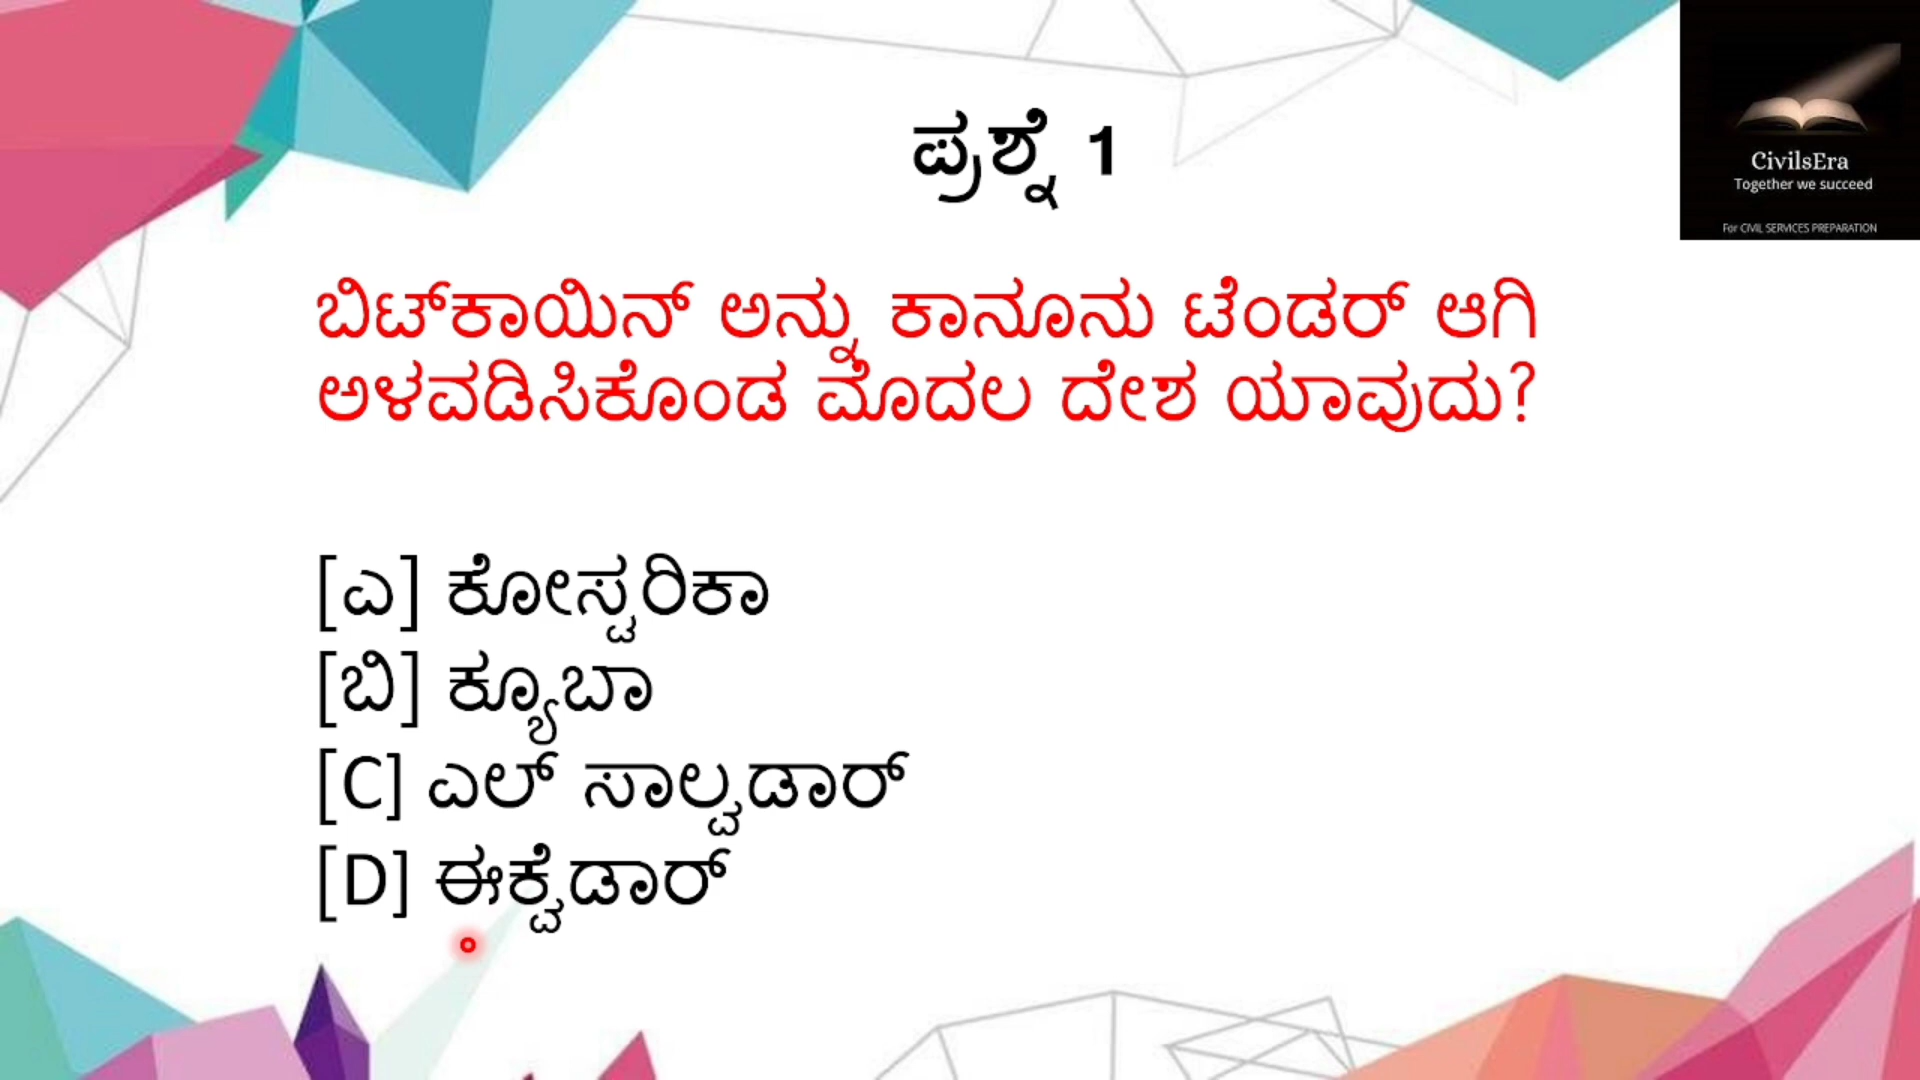 ಪ್ರಶ್ನೆ 1
CivilsEra
Together we succeed
For CIVIL SERVICES PREPARATION
ಬಿಟ್‌ಕಾಯಿನ್ ಅನ್ನು ಕಾನೂನು ಟೆಂಡರ್ ಆಗಿ
ಅಳವಡಿಸಿಕೊಂಡ ಮೊದಲ ದೇಶ ಯಾವುದು?
[ಎ] ಕೋಸ್ಟರಿಕಾ
[ಬಿ] ಕ್ಯೂಬಾ
[C] ಎಲ್ ಸಾಲ್ವಡಾರ್
[D] ಈಕ್ವೆಡಾರ್